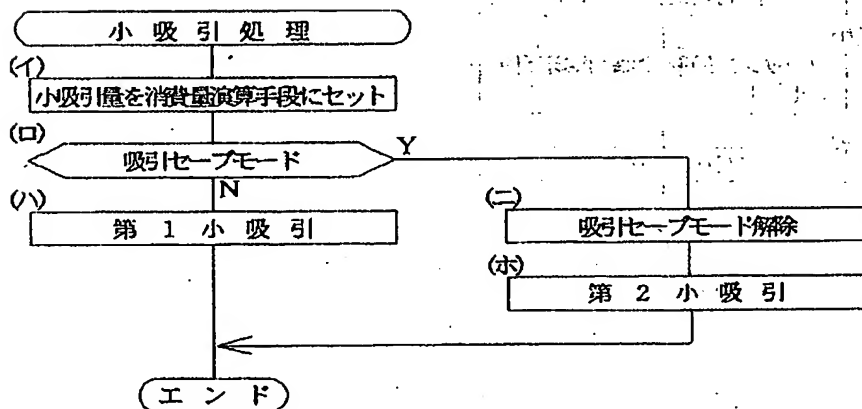 小吸引処理
(イ)
小吸引量を消費量演算手段にセット
(ロ)
吸引セーブモード
Y
N
(ハ)
第1小吸引
(ニ)
吸引セーブモード解除
(ホ)
第2小吸引
エンド